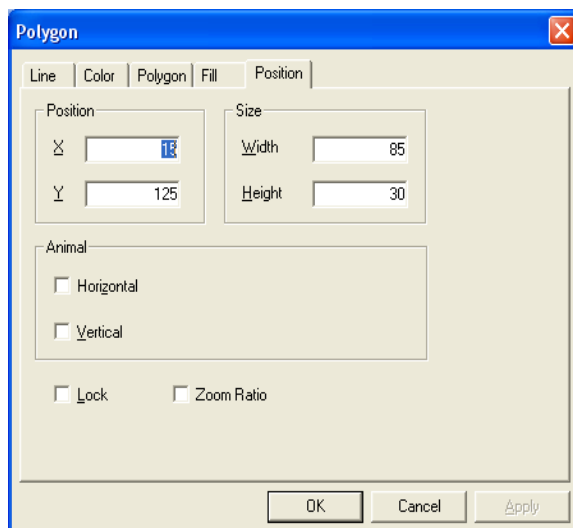 Polygon
Line Color Polygon Fill Position
Position
X 15
Y 125
Size
Width 85
Height 30
Animal
Horizontal
Vertical
Lock Zoom Ratio
OK Cancel Apply